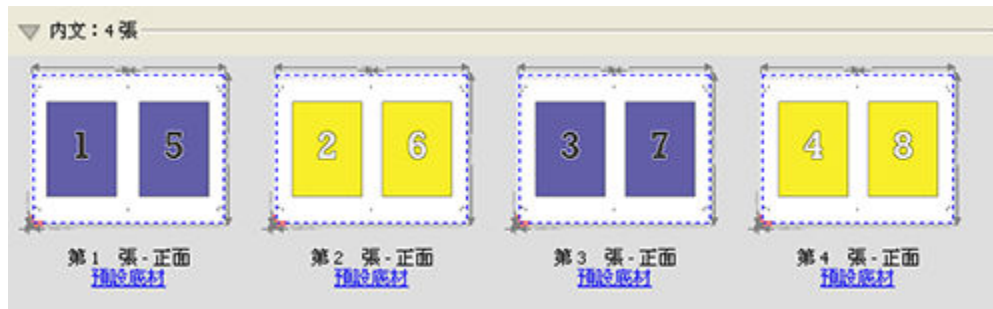 內文：4 張
1 5
2 6
3 7
4 8
第 1 張 - 正面
預設底材
第 2 張 - 正面
預設底材
第 3 張 - 正面
預設底材
第 4 張 - 正面
預設底材